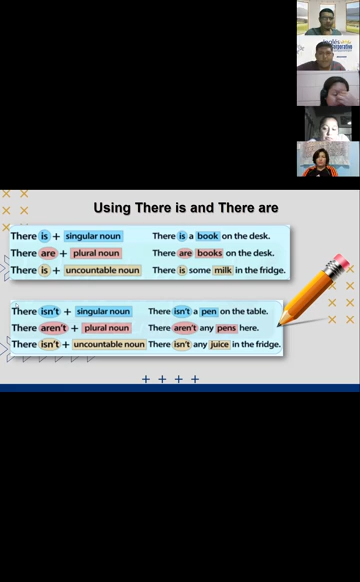 Using There is and There are
There is + singular noun There is a book on the desk.
There are + plural noun There are books on the desk.
There is + uncountable noun There is some milk in the fridge.
There isn't + singular noun There isn't a pen on the table.
There aren't + plural noun There aren't any pens here.
There isn't + uncountable noun There isn't any juice in the fridge.